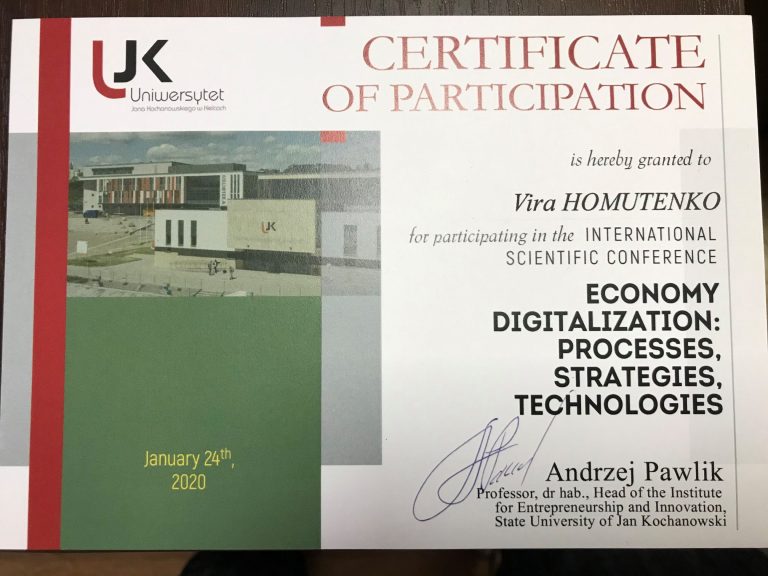 UJK
Uniwersytet
Jana Kochanowskiego w Kielcach
CERTIFICATE
OF PARTICIPATION
is hereby granted to
Vira HOMUTENKO
for participating in the INTERNATIONAL
SCIENTIFIC CONFERENCE
UJK
ECONOMY
DIGITALIZATION:
PROCESSES,
STRATEGIES,
TECHNOLOGIES
January 24th,
2020
Andrzej Pawlik
Professor, dr hab., Head of the Institute
for Entrepreneurship and Innovation,
State University of Jan Kochanowski